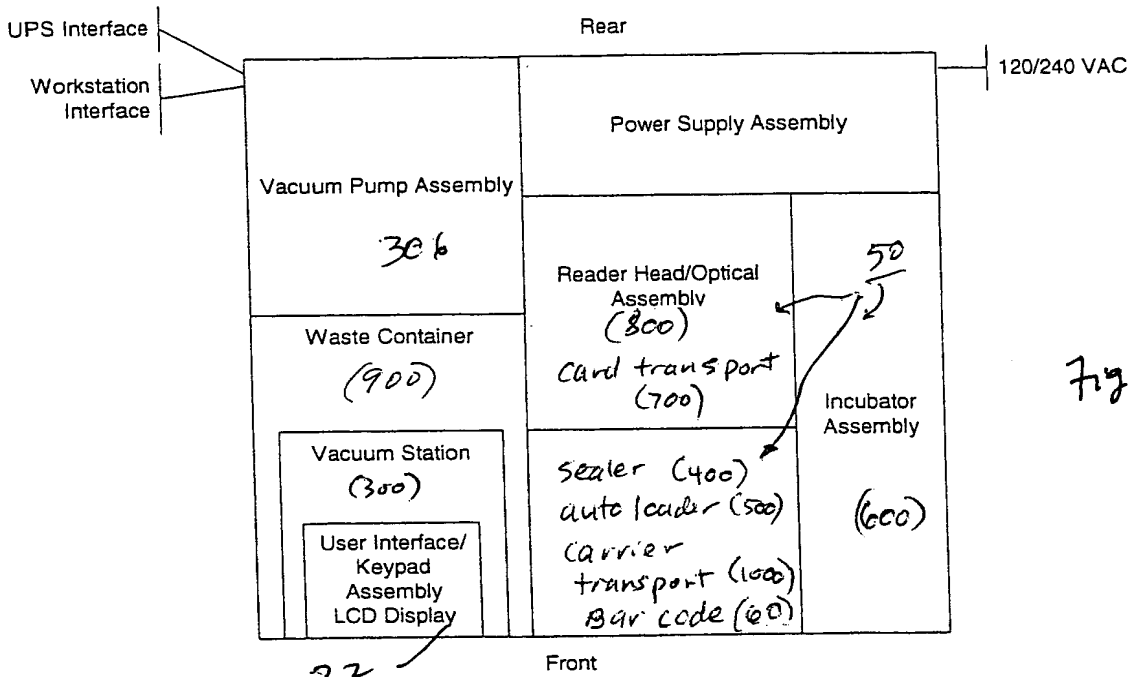 UPS Interface
Rear
Workstation
Interface
120/240 VAC
Power Supply Assembly
Vacuum Pump Assembly
306
Reader Head/Optical
Assembly
(800)
card transport
(700)
50
Waste Container
(900)
Fig
Incubator
Assembly
(600)
Vacuum Station
(300)
sealer (400)
auto loader (500)
carrier
transport (1000)
Bar code (60)
User Interface/
Keypad
Assembly
LCD Display
Front